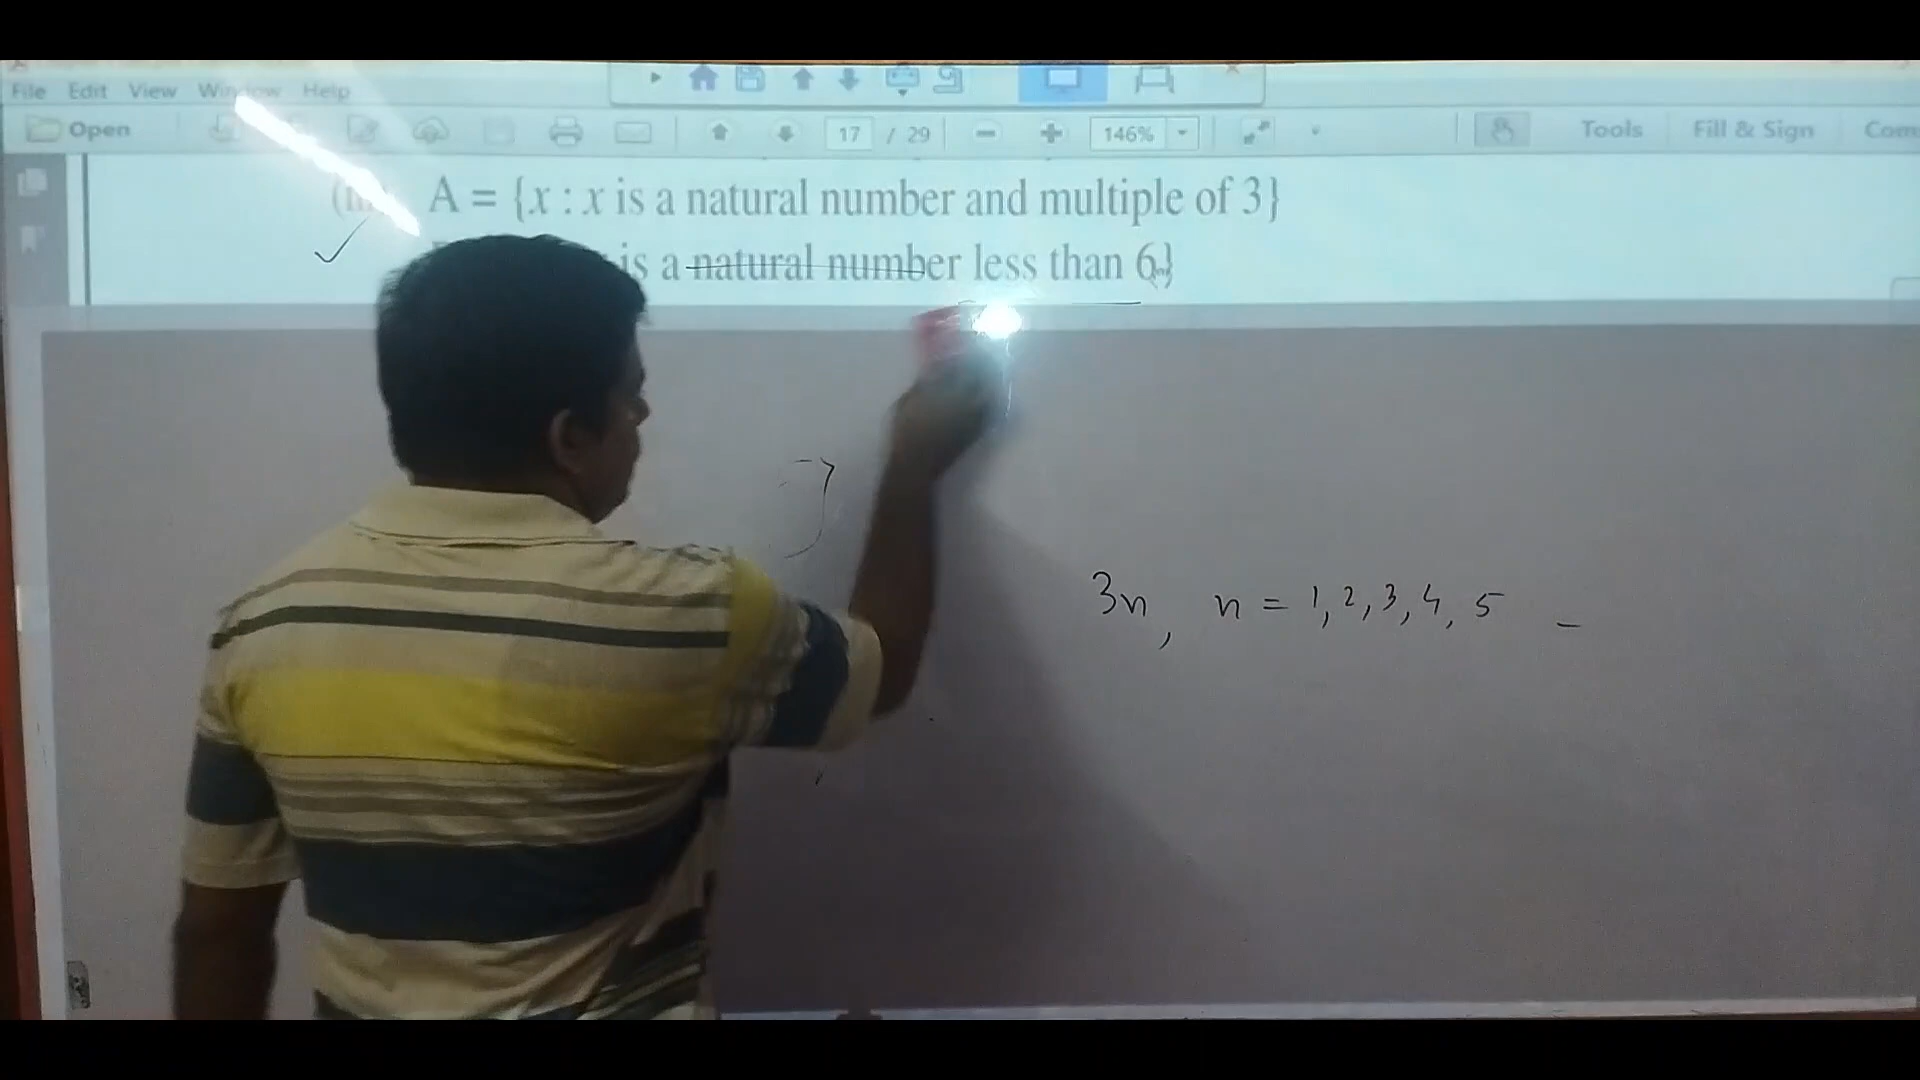 File Edit View Window Help
Open 17 / 29 146% Tools Fill & Sign
A = {x : x is a natural number and multiple of 3}
is a natural number less than 6}
3n, n = 1, 2, 3, 4, 5 –